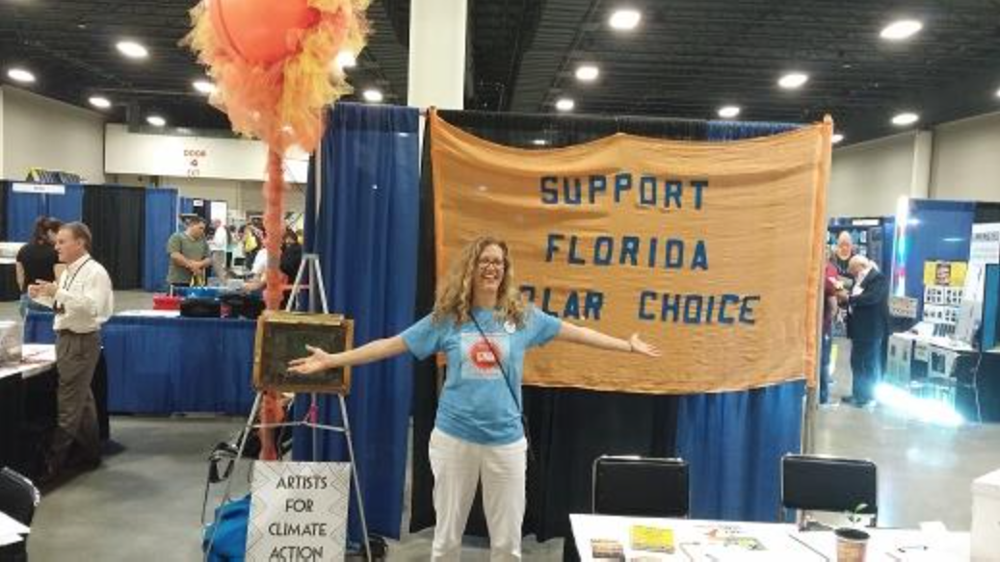 SUPPORT
FLORIDA
OLAR CHOICE
ARTISTS
FOR
CLIMATE
ACTION